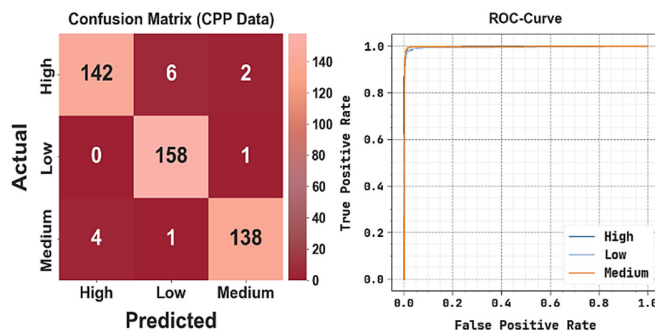 Confusion Matrix (CPP Data)
Actual
High
142 6 2
Low
0 158 1
Medium
4 1 138
High Low Medium
Predicted
140
120
100
80
60
40
20
0
ROC-Curve
True Positive Rate
1.0
0.8
0.6
0.4
0.2
0.0
High
Low
Medium
0.0 0.2 0.4 0.6 0.8 1.0
False Positive Rate